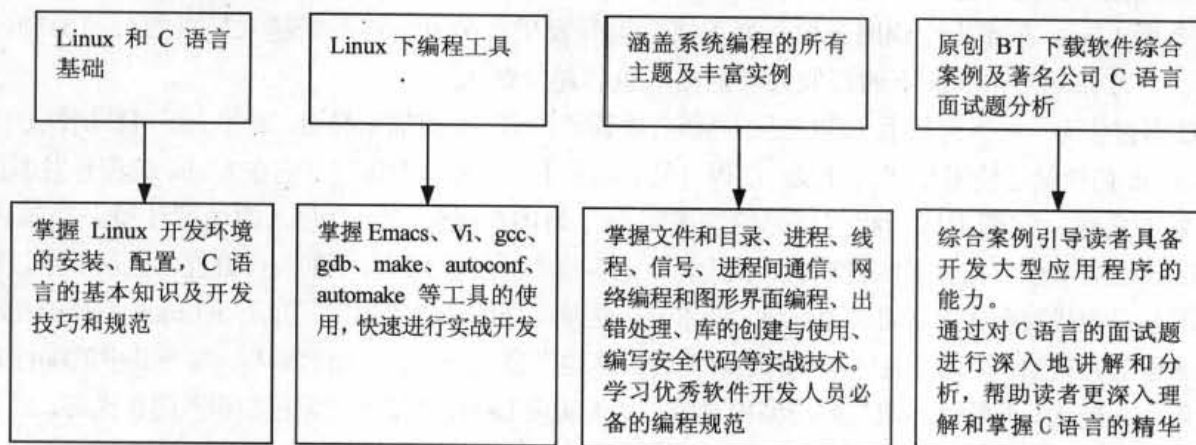 Linux 和 C 语言
基础
Linux 下编程工具
涵盖系统编程的所有
主题及丰富实例
原创 BT 下载软件综合
案例及著名公司 C 语言
面试题分析
掌握 Linux 开发环境
的安装、配置，C 语
言的基本知识及开发
技巧和规范
掌握 Emacs、Vi、gcc、
gdb、make、autoconf、
automake 等工具的使
用，快速进行实战开发
掌握文件和目录、进程、线
程、信号、进程间通信、网
络编程和图形界面编程、出
错处理、库的创建与使用、
编写安全代码等实战技术。
学习优秀软件开发人员必
备的编程规范
综合案例引导读者具备
开发大型应用程序的
能力。
通过对C语言的面试题
进行深入地讲解和分
析，帮助读者更深入理
解和掌握C语言的精华